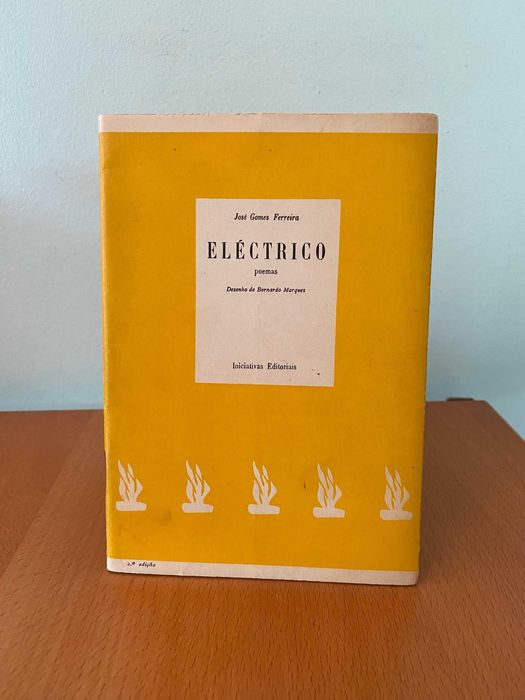 José Gomes Ferreira
ELÉCTRICO
poemas
Desenho de Bernardo Marques
Iniciativas Editoriais
2.ª edição